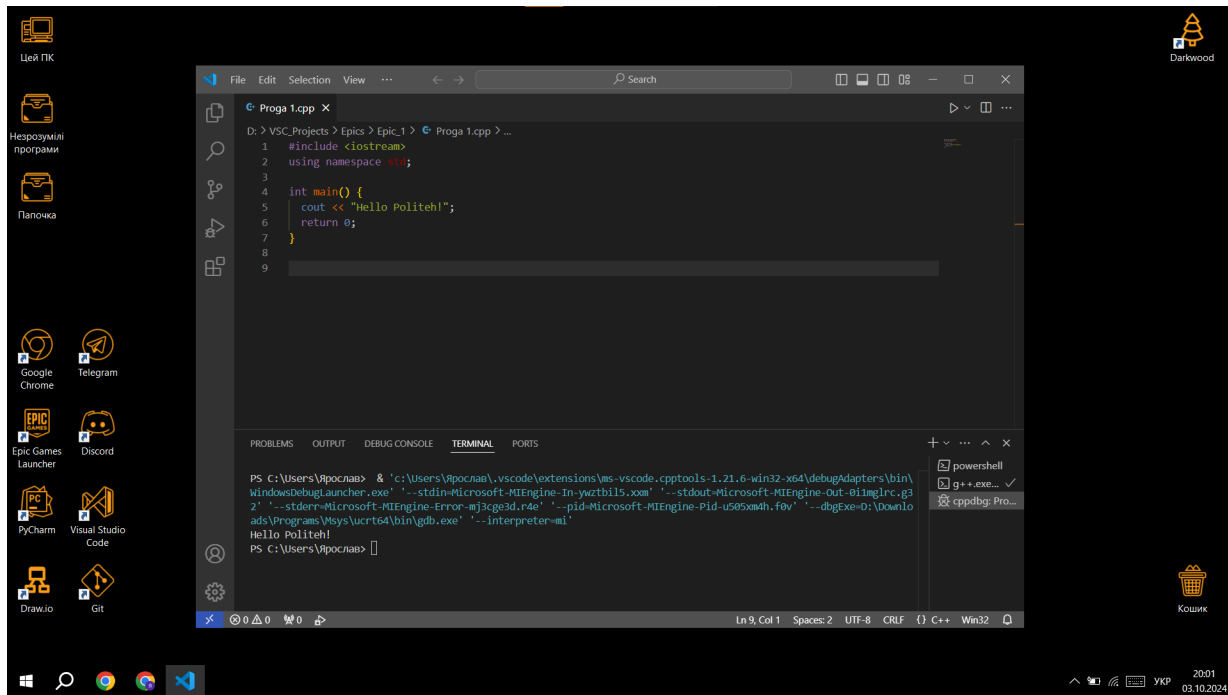 Цей ПК
Незрозумілі
програми
Папочка
Google
Chrome
Telegram
Epic Games
Launcher
Discord
PyCharm
Visual Studio
Code
Draw.io
Git
Darkwood
Кошик
File Edit Selection View ··· ← → Search
Proga 1.cpp
D: > VSC_Projects > Epics > Epic_1 > Proga 1.cpp > ...
1 #include <iostream>
2 using namespace std;
3
4 int main() {
5 cout << "Hello Politeh!";
6 return 0;
7 }
8
9
PROBLEMS OUTPUT DEBUG CONSOLE TERMINAL PORTS
PS C:\Users\Ярослав> & 'c:\Users\Ярослав\.vscode\extensions\ms-vscode.cpptools-1.21.6-win32-x64\debugAdapters\bin\
WindowsDebugLauncher.exe' '--stdin=Microsoft-MIEngine-In-ywztbil5.xxm' '--stdout=Microsoft-MIEngine-Out-0i1mglrc.g3
2' '--stderr=Microsoft-MIEngine-Error-mj3cge3d.r4e' '--pid=Microsoft-MIEngine-Pid-u505xm4h.f0v' '--dbgExe=D:\Downlo
ads\Programs\Msys\ucrt64\bin\gdb.exe' '--interpreter=mi'
Hello Politeh!
PS C:\Users\Ярослав>
powershell
g++.exe...
cppdbg: Pro...
0 0 0 Ln 9, Col 1 Spaces: 2 UTF-8 CRLF {} C++ Win32
УКР
20:01
03.10.2024